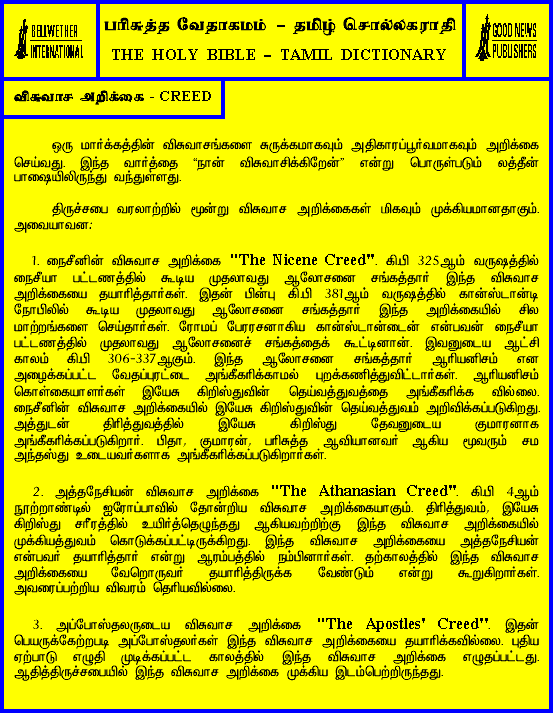 BELLWETHER
INTERNATIONAL
பரிசுத்த வேதாகமம் – தமிழ் சொல்லகராதி
THE HOLY BIBLE – TAMIL DICTIONARY
GOOD NEWS
PUBLISHERS
விசுவாச அறிக்கை - CREED
ஒரு மார்க்கத்தின் விசுவாசங்களை சுருக்கமாகவும் அதிகாரப்பூர்வமாகவும் அறிக்கை
செய்வது. இந்த வார்த்தை “நான் விசுவாசிக்கிறேன்” என்று பொருள்படும் லத்தீன்
பாஷையிலிருந்து வந்துள்ளது.
திருச்சபை வரலாற்றில் மூன்று விசுவாச அறிக்கைகள் மிகவும் முக்கியமானதாகும்.
அவையாவன:
1. நைசீனின் விசுவாச அறிக்கை "The Nicene Creed". கி.பி 325ஆம் வருஷத்தில்
நைசீயா பட்டணத்தில் கூடிய முதலாவது ஆலோசனை சங்கத்தார் இந்த விசுவாச
அறிக்கையை தயாரித்தார்கள். இதன் பின்பு கி.பி 381ஆம் வருஷத்தில் கான்ஸ்டான்டி
நோபிலில் கூடிய முதலாவது ஆலோசனை சங்கத்தார் இந்த அறிக்கையில் சில
மாற்றங்களை செய்தார்கள். ரோமப் பேரரசனாகிய கான்ஸ்டான்டைன் என்பவன் நைசீயா
பட்டணத்தில் முதலாவது ஆலோசனைச் சங்கத்தைக் கூட்டினான். இவனுடைய ஆட்சி
காலம் கி.பி 306-337ஆகும். இந்த ஆலோசனை சங்கத்தார் ஆரியனிசம் என
அழைக்கப்பட்ட வேதப்புரட்டை அங்கீகரிக்காமல் புறக்கணித்துவிட்டார்கள். ஆரியனிசம்
கொள்கையாளர்கள் இயேசு கிறிஸ்துவின் தெய்வத்துவத்தை அங்கீகரிக்க வில்லை.
நைசீனின் விசுவாச அறிக்கையில் இயேசு கிறிஸ்துவின் தெய்வத்துவம் அறிவிக்கப்படுகிறது.
அத்துடன் திரித்துவத்தில் இயேசு கிறிஸ்து தேவனுடைய குமாரனாக
அங்கீகரிக்கப்படுகிறார். பிதா, குமாரன், பரிசுத்த ஆவியானவர் ஆகிய மூவரும் சம
அந்தஸ்து உடையவர்களாக அங்கீகரிக்கப்படுகிறார்கள்.
2. அத்தநேசியன் விசுவாச அறிக்கை "The Athanasian Creed". கி.பி 4ஆம்
நூற்றாண்டில் ஐரோப்பாவில் தோன்றிய விசுவாச அறிக்கையாகும். திரித்துவம், இயேசு
கிறிஸ்து சரீரத்தில் உயிர்த்தெழுந்தது ஆகியவற்றிற்கு இந்த விசுவாச அறிக்கையில்
முக்கியத்துவம் கொடுக்கப்பட்டிருக்கிறது. இந்த விசுவாச அறிக்கையை அத்தநேசியன்
என்பவர் தயாரித்தார் என்று ஆரம்பத்தில் நம்பினார்கள். தற்காலத்தில் இந்த விசுவாச
அறிக்கையை வேறொருவர் தயாரித்திருக்க வேண்டும் என்று கூறுகிறார்கள்.
அவரைப்பற்றிய விவரம் தெரியவில்லை.
3. அப்போஸ்தலருடைய விசுவாச அறிக்கை "The Apostles' Creed". இதன்
பெயருக்கேற்றபடி அப்போஸ்தலர்கள் இந்த விசுவாச அறிக்கையை தயாரிக்கவில்லை. புதிய
ஏற்பாடு எழுதி முடிக்கப்பட்ட காலத்தில் இந்த விசுவாச அறிக்கை எழுதப்பட்டது.
ஆதித்திருச்சபையில் இந்த விசுவாச அறிக்கை முக்கிய இடம்பெற்றிருந்தது.